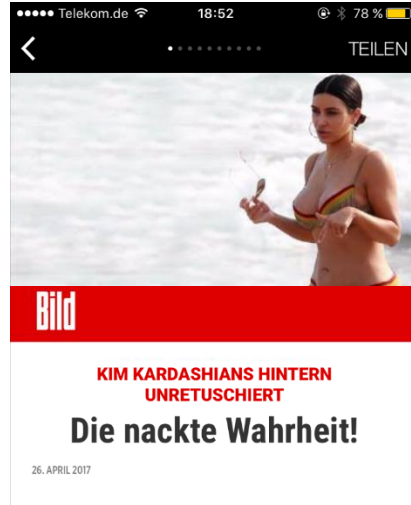 Telekom.de 18:52 78 %
TEILEN
Bild
KIM KARDASHIANS HINTERN
UNRETUSCHIERT
Die nackte Wahrheit!
26. APRIL 2017